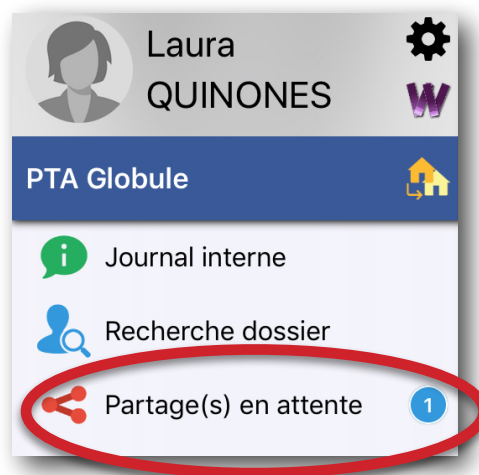 Laura
QUINONES
W
PTA Globule
i
Journal interne
Recherche dossier
Partage(s) en attente 1